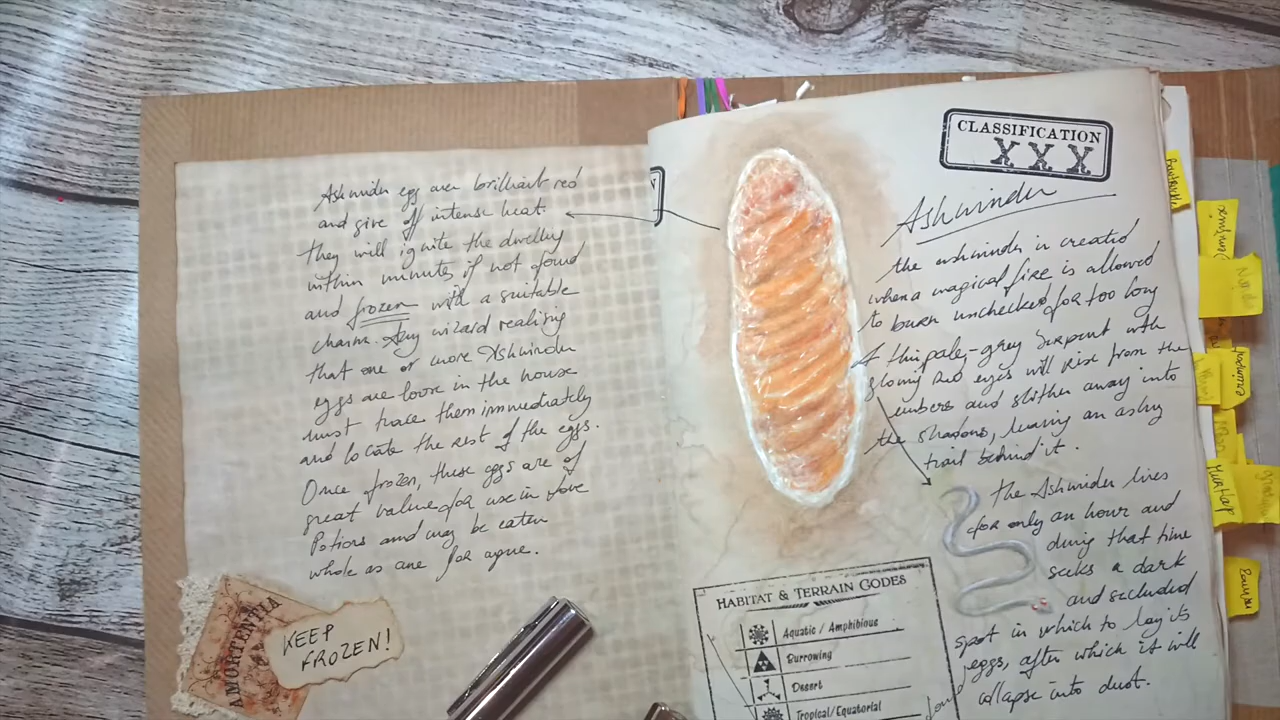 Ashwinder egg are brilliant red
and give off intense heat.
they will ignite the dwelling
within minutes if not found
and frozen with a suitable
charm. Any wizard realising
that one or more Ashwinder
eggs are loose in the house
must trace them immediately
and locate the rest of the eggs.
Once frozen, these eggs are of
great value for use in love
Potions and may be eaten
whole as a cure for ague.
AMORTENTIA
KEEP
FROZEN!
CLASSIFICATION
XXX
Ashwinder
the ashwinder is created
when a magical fire is allowed
to burn unchecked for too long
A thin pale-grey Serpent with
glowing red eyes will rise from the
embers and slither away into
the shadows, leaving an ashy
trail behind it.
the Ashwinder lives
for only an hour and
during that time
seeks a dark
and secluded
spot in which to lay its
eggs, after which it will
collapse into dust.
HABITAT & TERRAIN CODES
Aquatic / Amphibious
Burrowing
Desert
Tropical/Equatorial
MURTlap